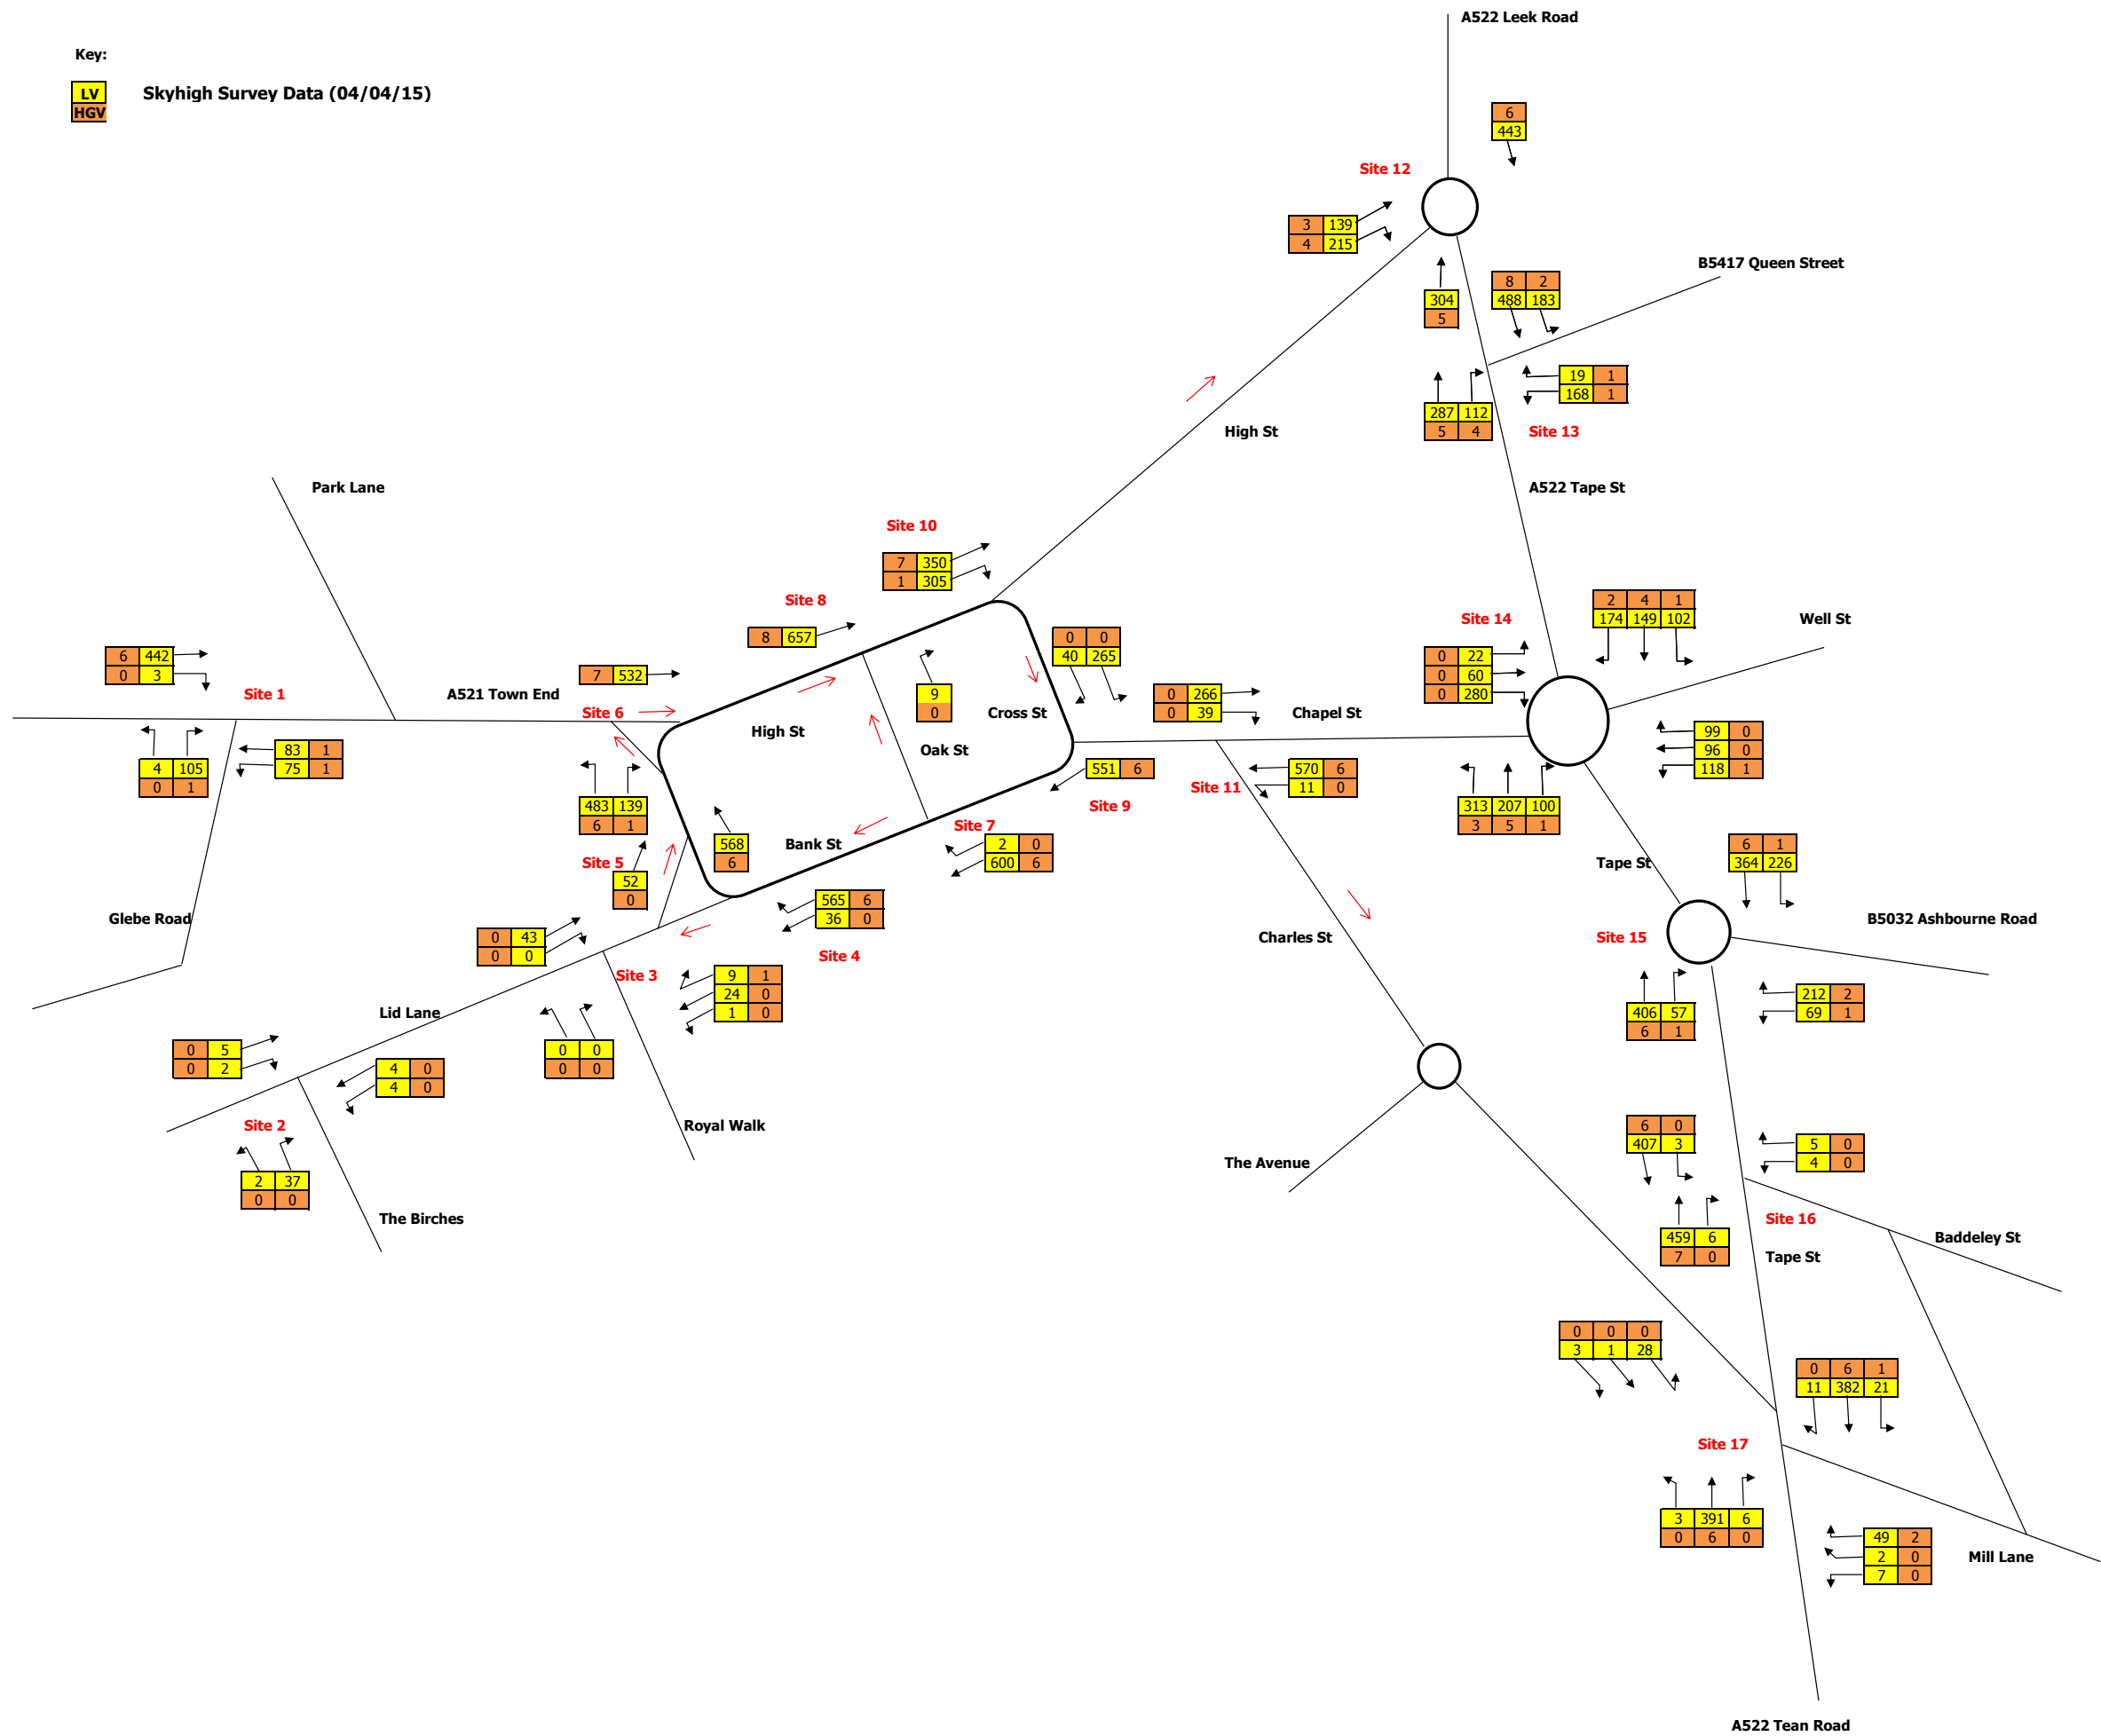 A522 Leek Road
Key:
LV
HGV
Skyhigh Survey Data (04/04/15)
6
443
Site 12
3 139
4 215
B5417 Queen Street
8 2
488 183
304
5
19 1
168 1
287 112
5 4
Site 13
High St
A522 Tape St
Park Lane
Site 10
7 350
1 305
Site 8
8 657
2 4 1
174 149 102
Well St
Site 14
0 22
0 60
0 280
0 0
40 265
6 442
0 3
Site 1
A521 Town End
7 532
Site 6
9
0
Cross St
0 266
0 39
Chapel St
High St
Oak St
99 0
96 0
118 1
83 1
75 1
4 105
0 1
551 6
Site 9
570 6
11 0
Site 11
483 139
6 1
313 207 100
3 5 1
Site 7
2 0
600 6
568
6
Bank St
Site 5
52
0
Tape St
6 1
364 226
565 6
36 0
Glebe Road
B5032 Ashbourne Road
0 43
0 0
Charles St
Site 15
Site 4
Site 3
9 1
24 0
1 0
212 2
69 1
406 57
6 1
Lid Lane
0 5
0 2
0 0
0 0
4 0
4 0
Site 2
Royal Walk
6 0
407 3
5 0
4 0
The Avenue
2 37
0 0
The Birches
Site 16
459 6
7 0
Baddeley St
Tape St
0 0 0
3 1 28
0 6 1
11 382 21
Site 17
3 391 6
0 6 0
49 2
2 0
7 0
Mill Lane
A522 Tean Road